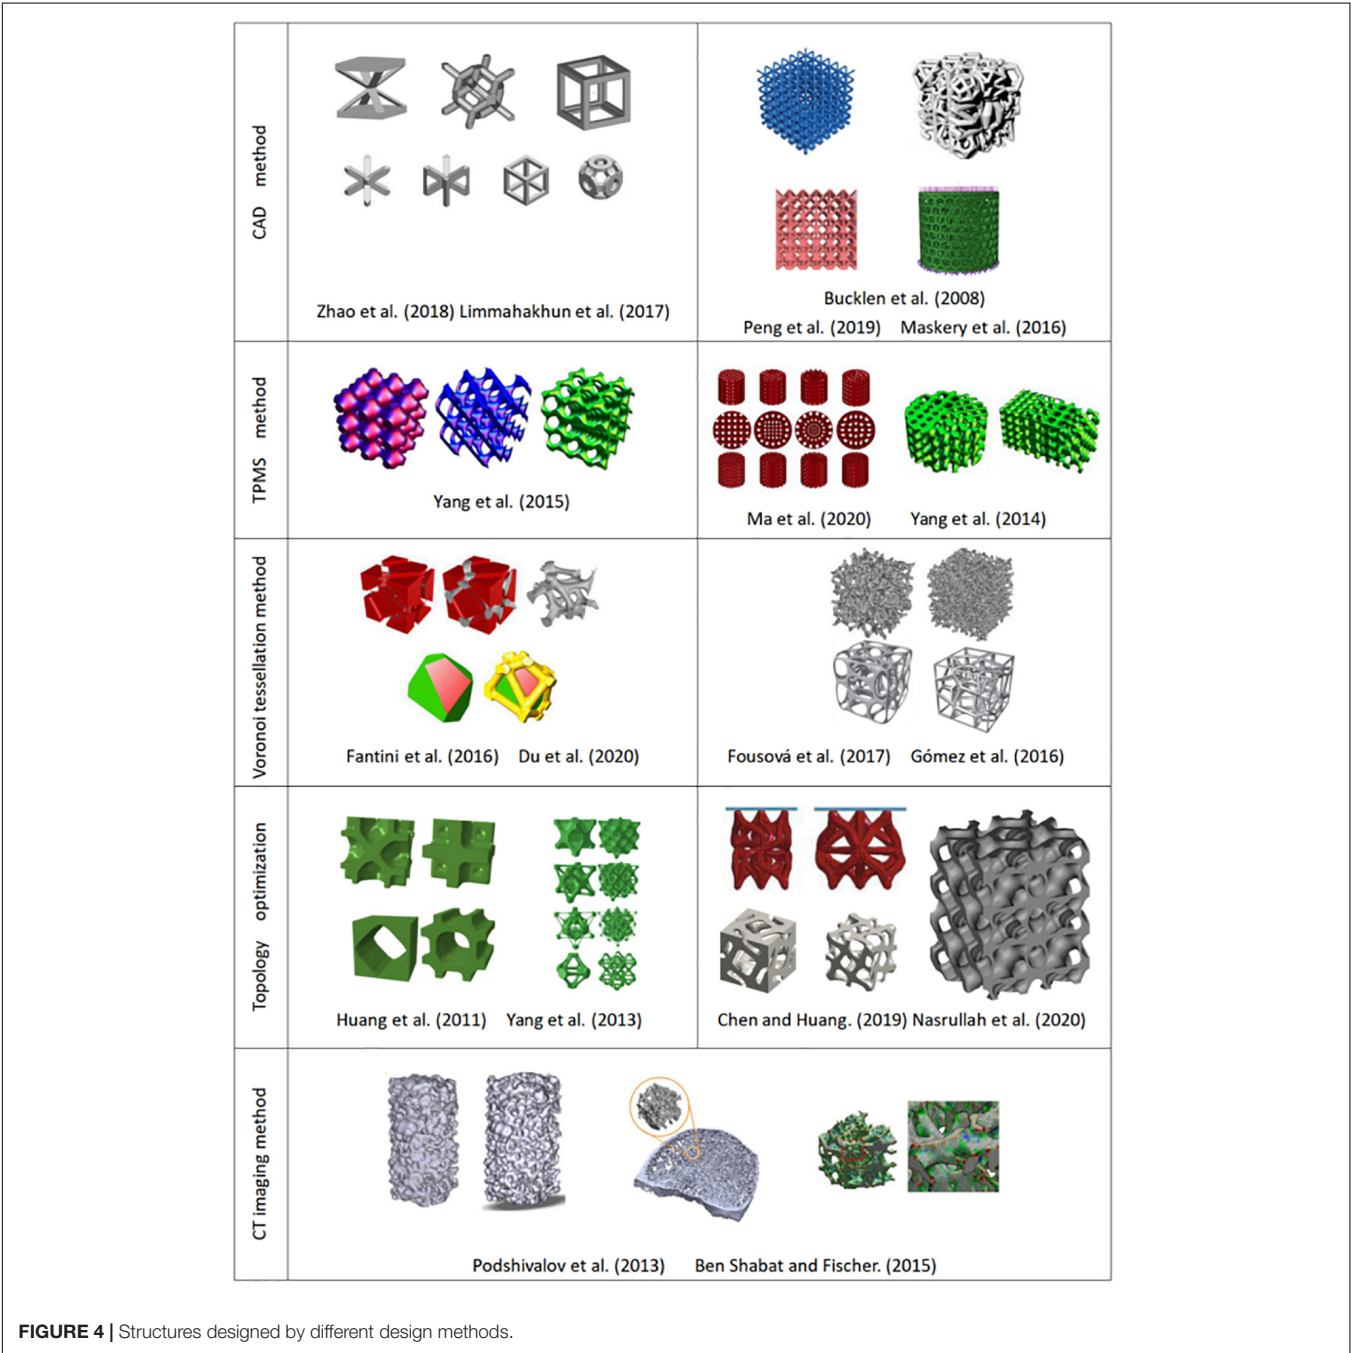 CAD method
Zhao et al. (2018) Limmahakhun et al. (2017)
Bucklen et al. (2008)
Peng et al. (2019) Maskery et al. (2016)
TPMS method
Yang et al. (2015)
Ma et al. (2020) Yang et al. (2014)
Voronoi tessellation method
Fantini et al. (2016) Du et al. (2020)
Fousová et al. (2017) Gómez et al. (2016)
Topology optimization
Huang et al. (2011) Yang et al. (2013)
Chen and Huang. (2019) Nasrullah et al. (2020)
CT imaging method
Podshivalov et al. (2013) Ben Shabat and Fischer. (2015)
FIGURE 4 | Structures designed by different design methods.